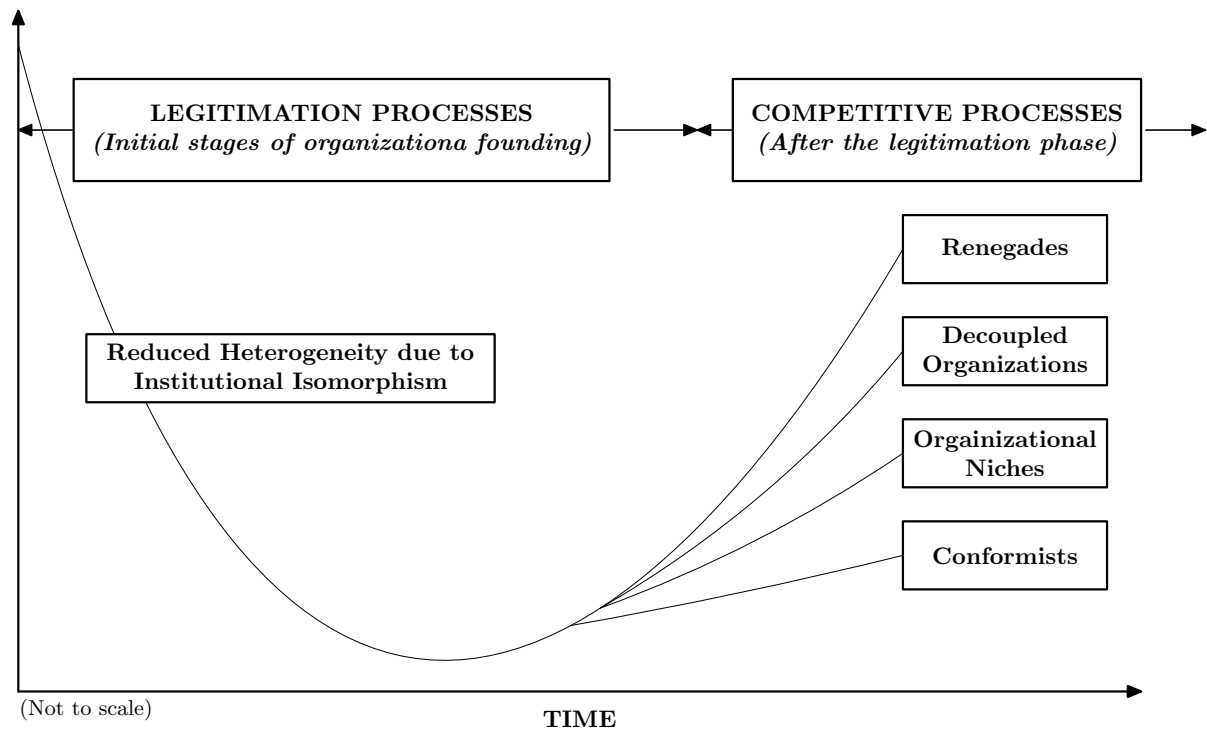 LEGITIMATION PROCESSES
(Initial stages of organizationa founding)
COMPETITIVE PROCESSES
(After the legitimation phase)
Renegades
Reduced Heterogeneity due to
Institutional Isomorphism
Decoupled
Organizations
Orgainizational
Niches
Conformists
(Not to scale)
TIME